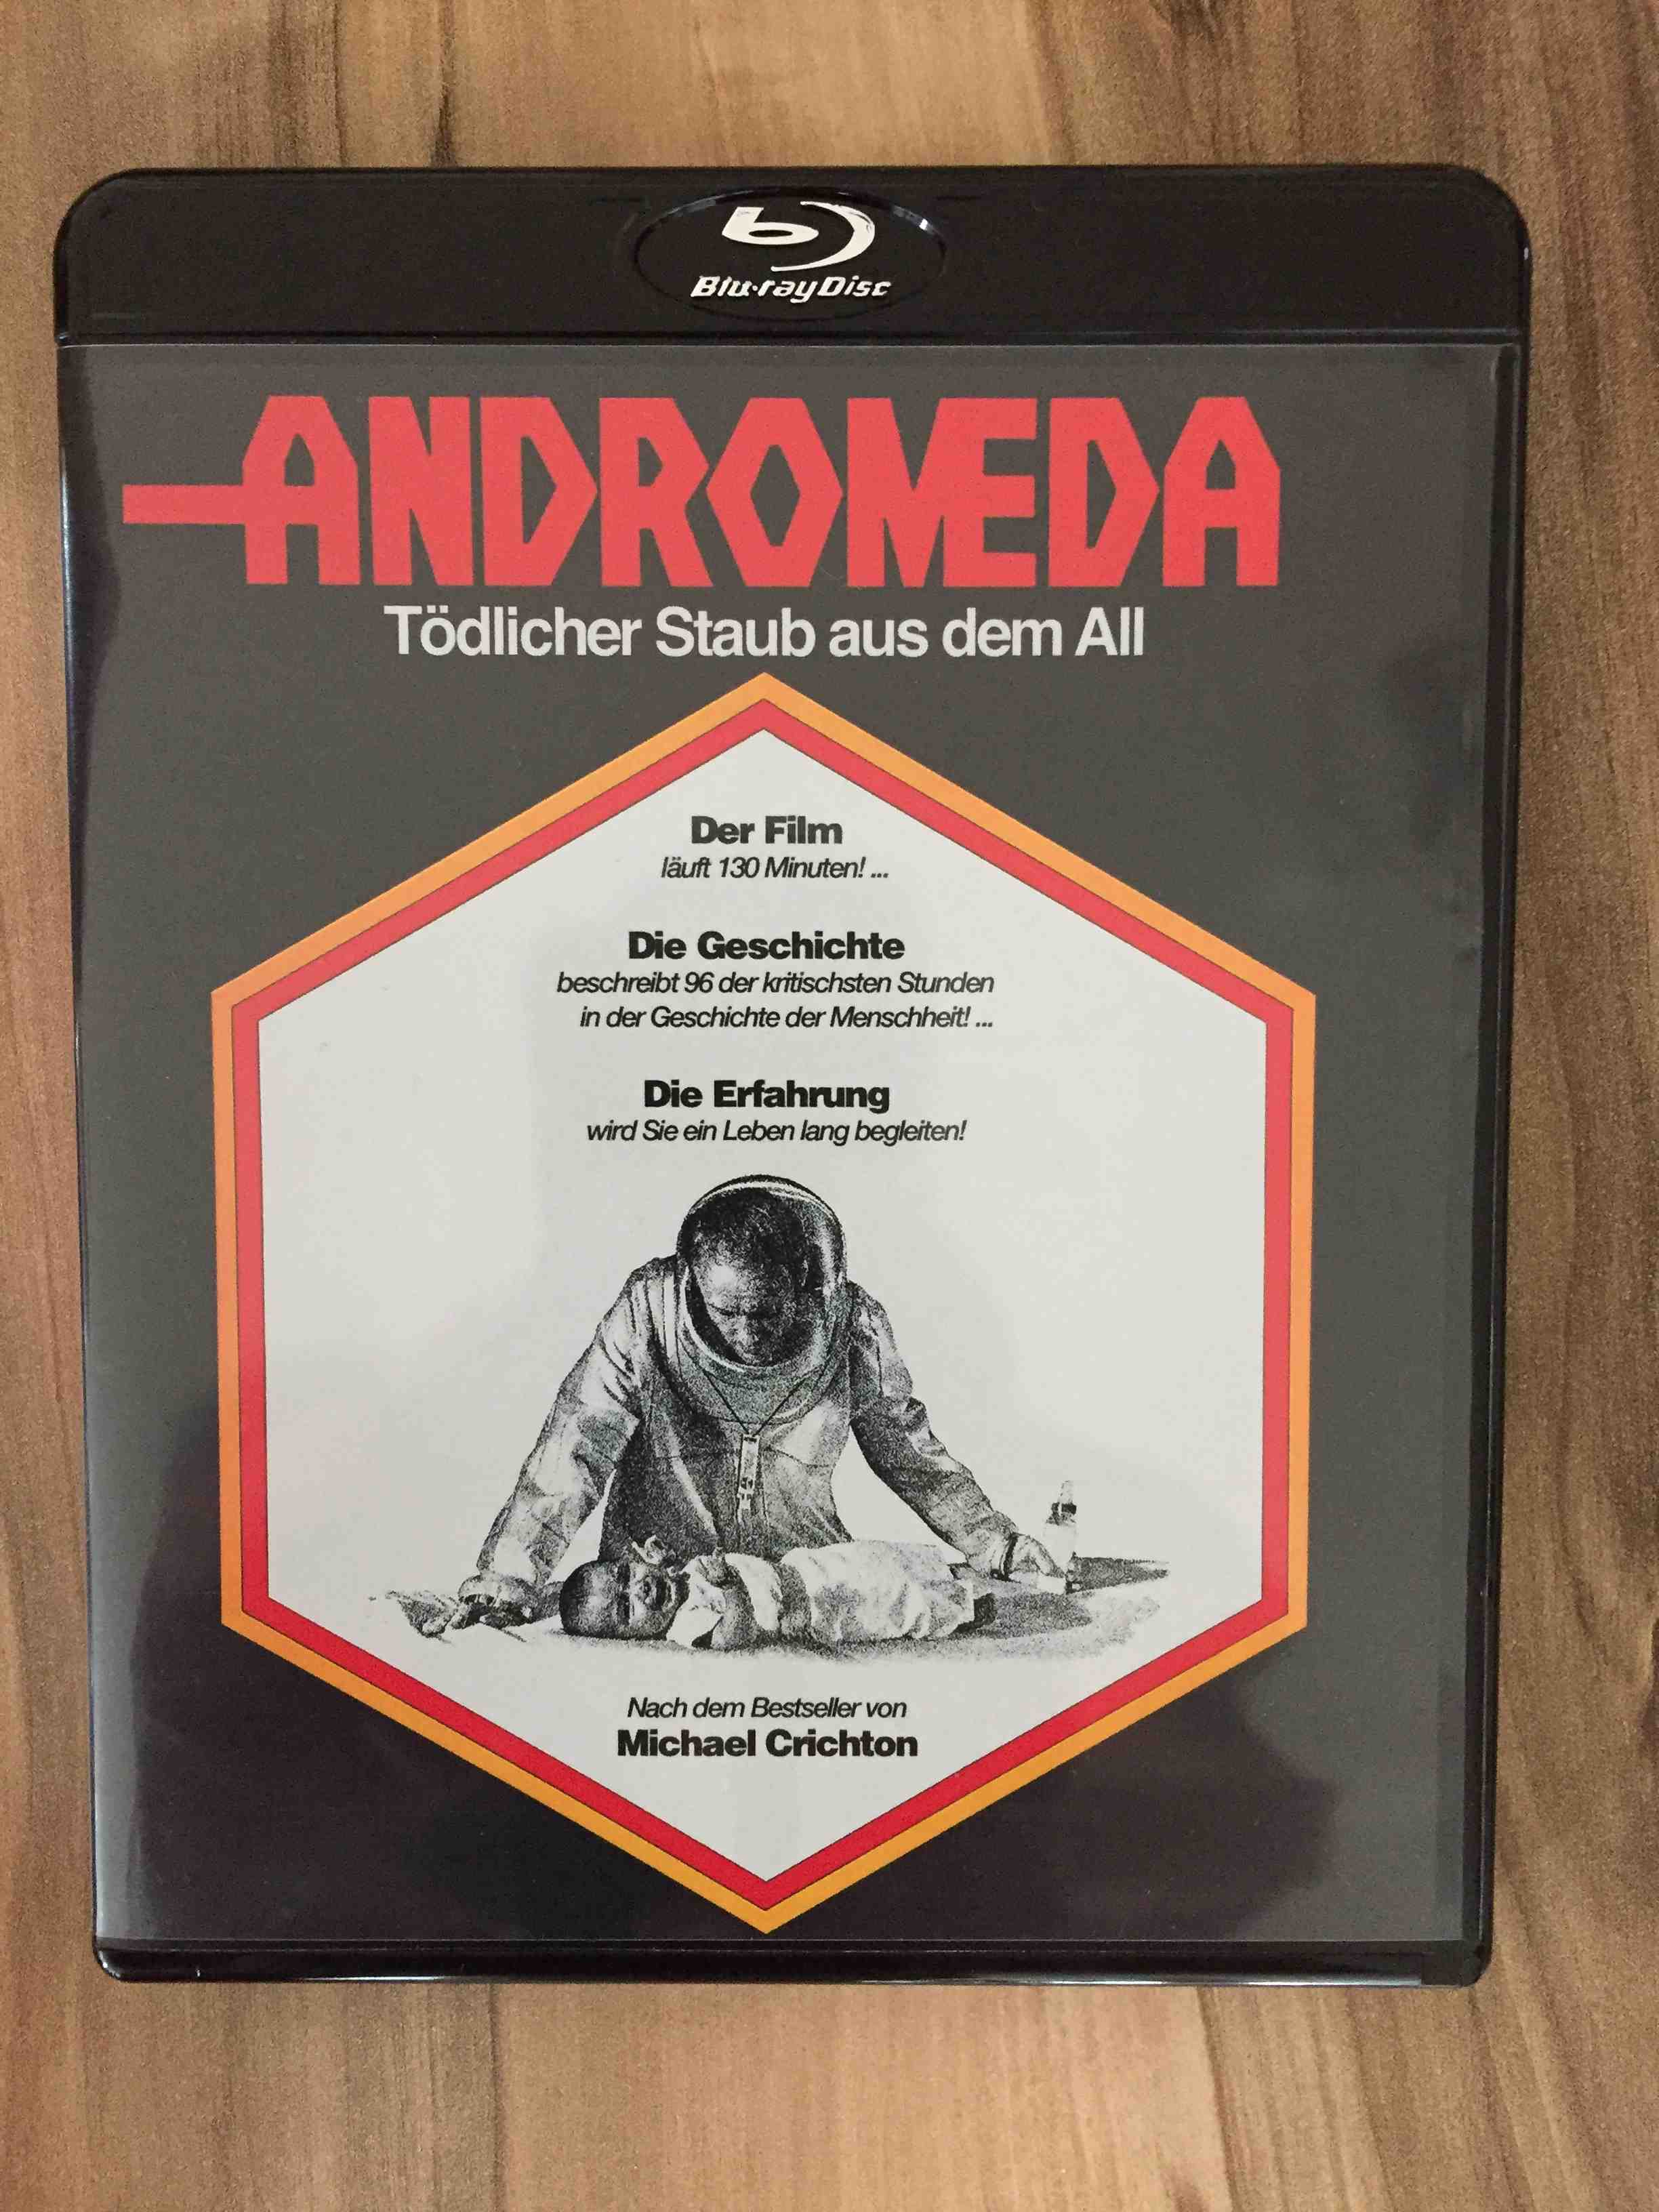 Blu-ray Disc
ANDROMEDA
Tödlicher Staub aus dem All
Der Film
läuft 130 Minuten! ...
Die Geschichte
beschreibt 96 der kritischsten Stunden
in der Geschichte der Menschheit! ...
Die Erfahrung
wird Sie ein Leben lang begleiten!
Nach dem Bestseller von
Michael Crichton